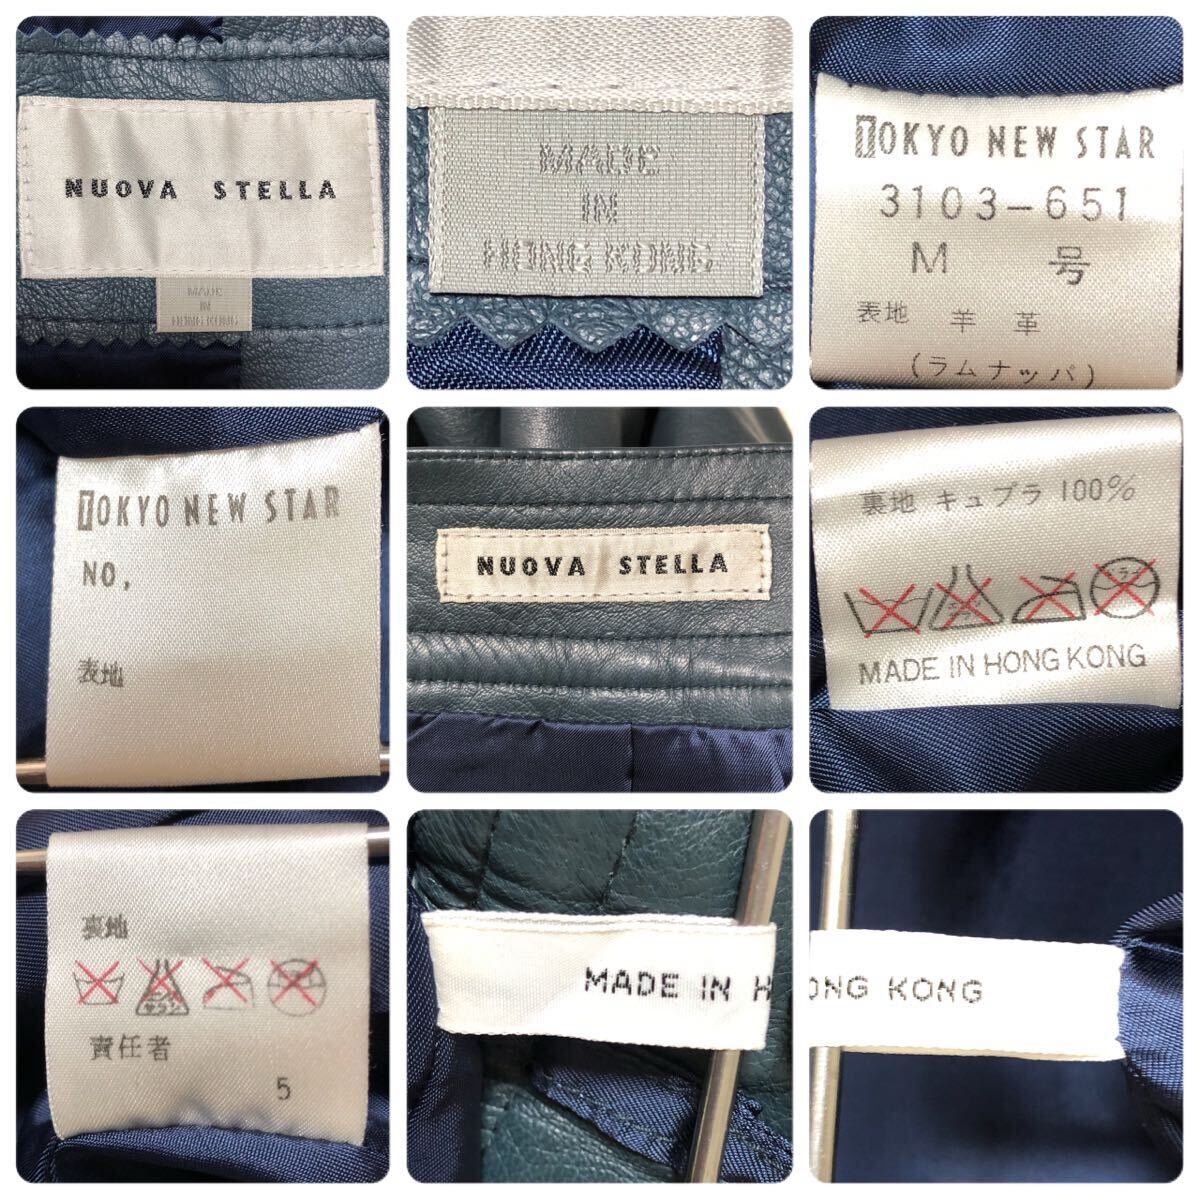 NUOVA STELLA
MADE
IN
HONG KONG
MADE
IN
HONG KONG
TOKYO NEW STAR
3103-651
M 号
表地 羊革
(ラムナッパ)
TOKYO NEW STAR
NO,
表地
NUOVA STELLA
裏地 キュプラ 100%
MADE IN HONG KONG
裏地
責任者
5
MADE IN H
ONG KONG